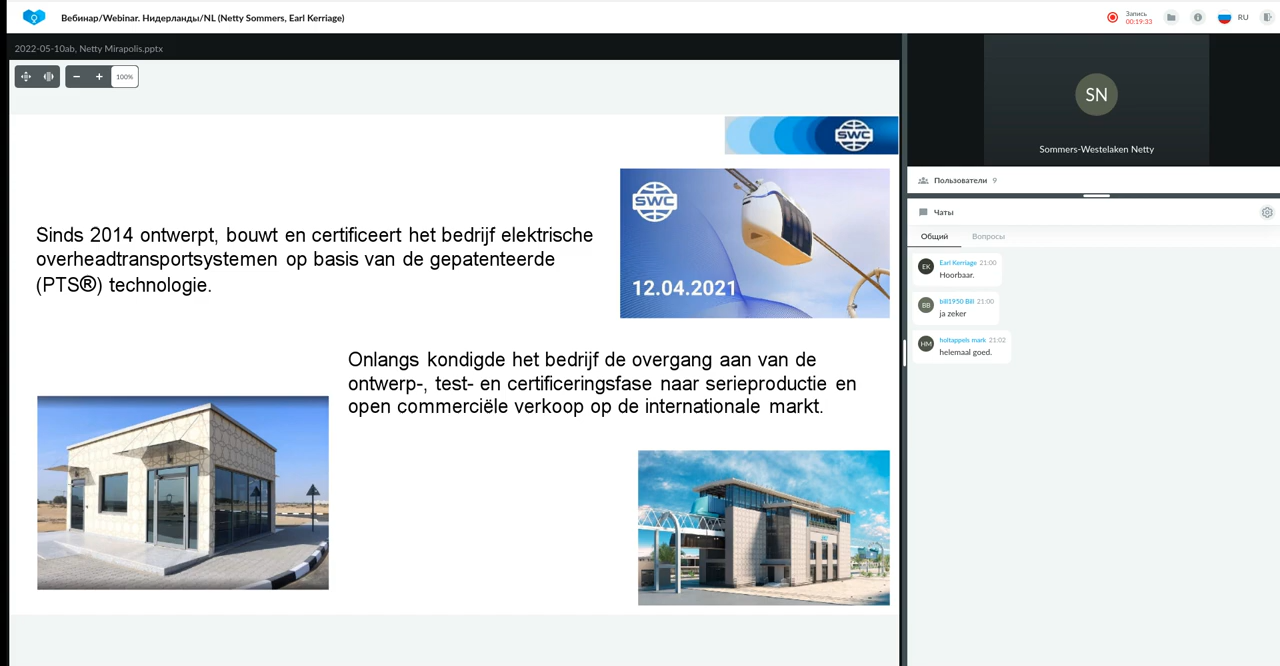 Вебинар/Webinar. Нидерланды/NL (Netty Sommers, Earl Kerriage)
Запись
00:19:33
RU
2022-05-10ab, Netty Mirapolis.pptx
100%
SWC
SWC
12.04.2021
Sinds 2014 ontwerpt, bouwt en certificeert het bedrijf elektrische
overheadtransportsystemen op basis van de gepatenteerde
(PTS®) technologie.
Onlangs kondigde het bedrijf de overgang aan van de
ontwerp-, test- en certificeringsfase naar serieproductie en
open commerciële verkoop op de internationale markt.
SN
Sommers-Westelaken Netty
Пользователи 9
Чаты
Общий Вопросы
EK Earl Kerriage 21:00
Hoorbaar.
BB bill1950 Bill 21:00
ja zeker
HM holtappels mark 21:02
helemaal goed.